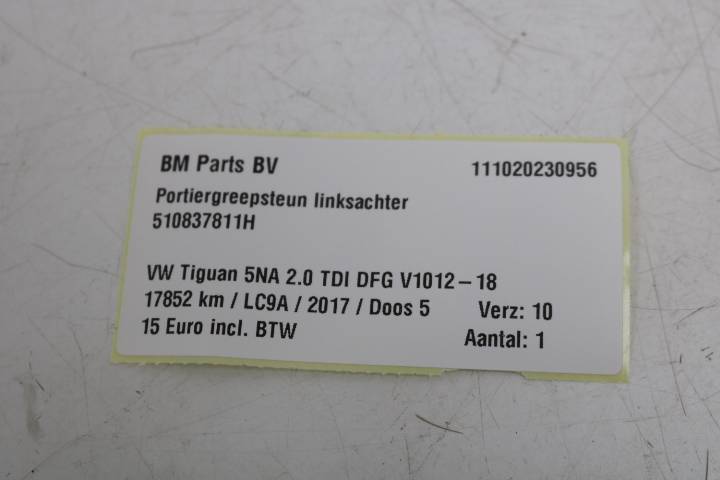 BM Parts BV 111020230956
Portiergreepsteun linksachter
510837811H
VW Tiguan 5NA 2.0 TDI DFG V1012-18
17852 km / LC9A / 2017 / Doos 5 Verz: 10
15 Euro incl. BTW Aantal: 1